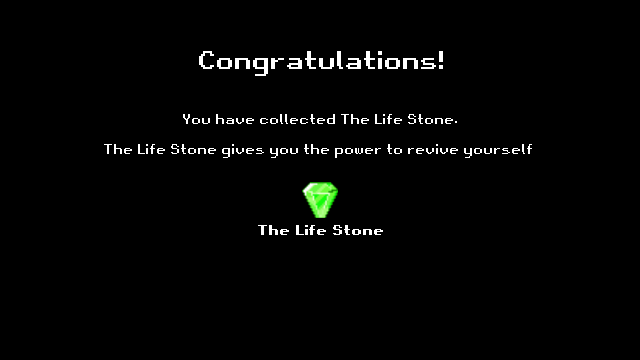 Congratulations!
You have collected The Life Stone.
The Life Stone gives you the power to revive yourself
The Life Stone